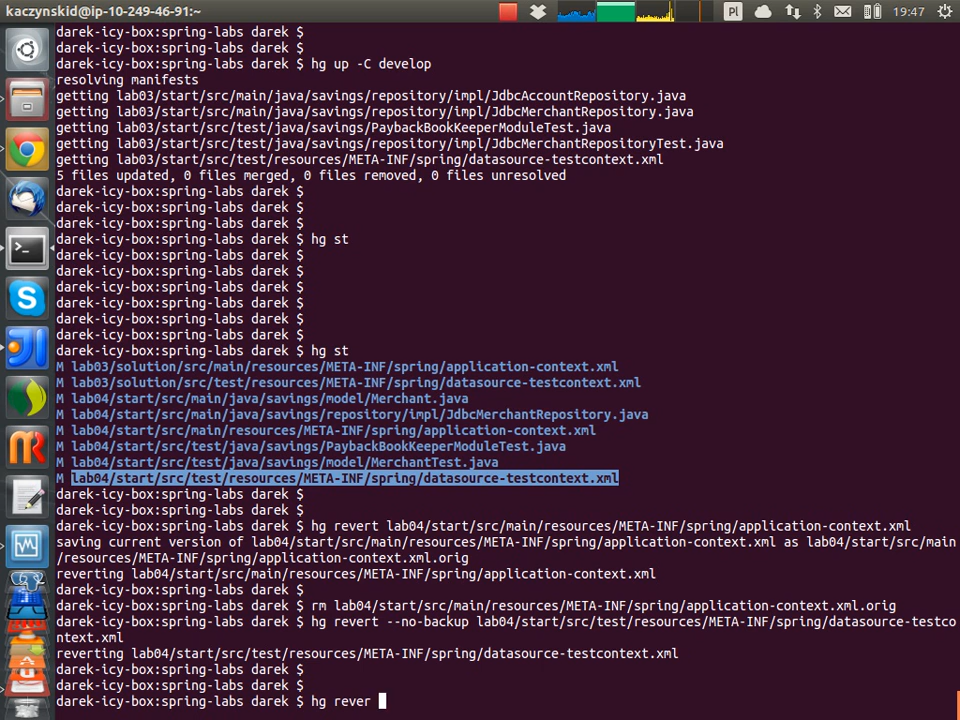 kaczynskid@ip-10-249-46-91:~
Pl
19:47
darek-icy-box:spring-labs darek $
darek-icy-box:spring-labs darek $
darek-icy-box:spring-labs darek $ hg up -C develop
resolving manifests
getting lab03/start/src/main/java/savings/repository/impl/JdbcAccountRepository.java
getting lab03/start/src/main/java/savings/repository/impl/JdbcMerchantRepository.java
getting lab03/start/src/test/java/savings/PaybackBookKeeperModuleTest.java
getting lab03/start/src/test/java/savings/repository/impl/JdbcMerchantRepositoryTest.java
getting lab03/start/src/test/resources/META-INF/spring/datasource-testcontext.xml
5 files updated, 0 files merged, 0 files removed, 0 files unresolved
darek-icy-box:spring-labs darek $
darek-icy-box:spring-labs darek $
darek-icy-box:spring-labs darek $
darek-icy-box:spring-labs darek $ hg st
darek-icy-box:spring-labs darek $
darek-icy-box:spring-labs darek $
darek-icy-box:spring-labs darek $
darek-icy-box:spring-labs darek $
darek-icy-box:spring-labs darek $
darek-icy-box:spring-labs darek $
darek-icy-box:spring-labs darek $ hg st
M lab03/solution/src/main/resources/META-INF/spring/application-context.xml
M lab03/solution/src/test/resources/META-INF/spring/datasource-testcontext.xml
M lab04/start/src/main/java/savings/model/Merchant.java
M lab04/start/src/main/java/savings/repository/impl/JdbcMerchantRepository.java
M lab04/start/src/main/resources/META-INF/spring/application-context.xml
M lab04/start/src/test/java/savings/PaybackBookKeeperModuleTest.java
M lab04/start/src/test/java/savings/model/MerchantTest.java
M lab04/start/src/test/resources/META-INF/spring/datasource-testcontext.xml
darek-icy-box:spring-labs darek $
darek-icy-box:spring-labs darek $
darek-icy-box:spring-labs darek $ hg revert lab04/start/src/main/resources/META-INF/spring/application-context.xml
saving current version of lab04/start/src/main/resources/META-INF/spring/application-context.xml as lab04/start/src/main
/resources/META-INF/spring/application-context.xml.orig
reverting lab04/start/src/main/resources/META-INF/spring/application-context.xml
darek-icy-box:spring-labs darek $
darek-icy-box:spring-labs darek $ rm lab04/start/src/main/resources/META-INF/spring/application-context.xml.orig
darek-icy-box:spring-labs darek $ hg revert --no-backup lab04/start/src/test/resources/META-INF/spring/datasource-testco
ntext.xml
reverting lab04/start/src/test/resources/META-INF/spring/datasource-testcontext.xml
darek-icy-box:spring-labs darek $
darek-icy-box:spring-labs darek $
darek-icy-box:spring-labs darek $ hg rever